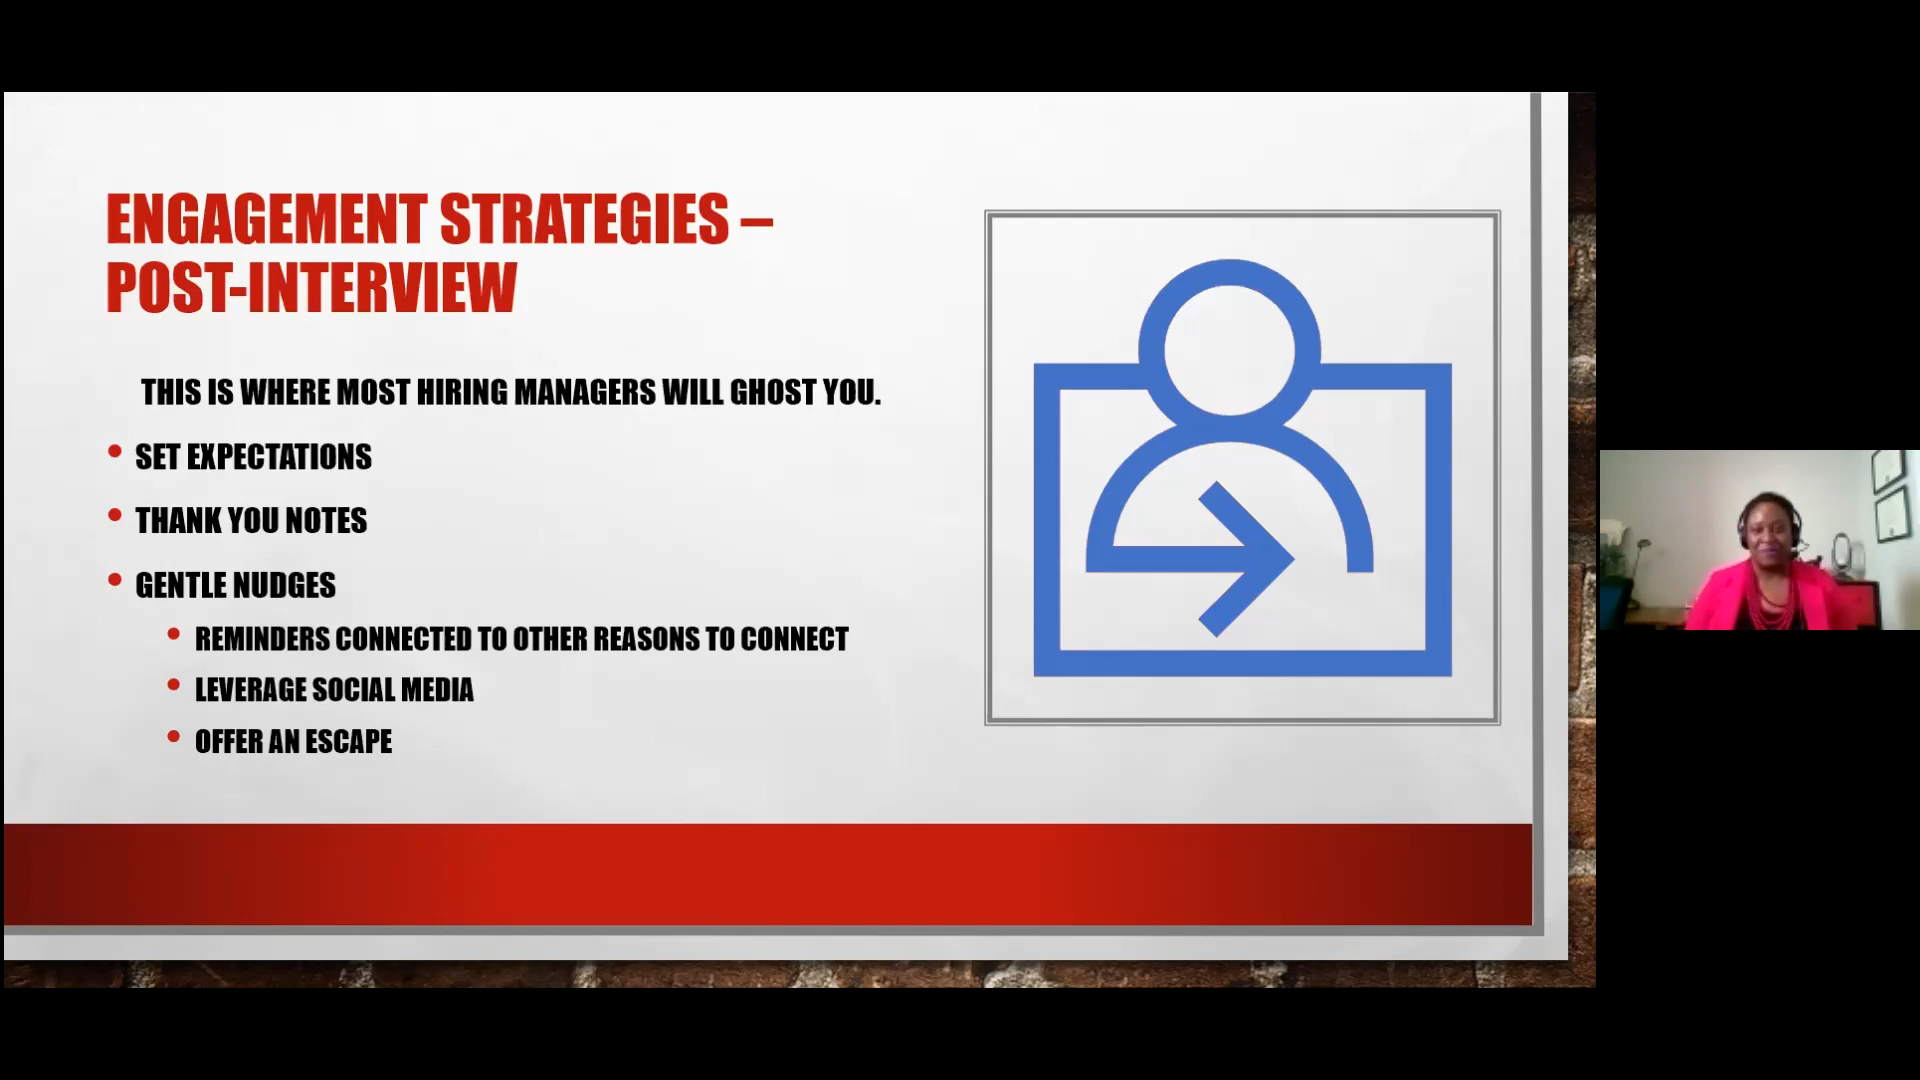 ENGAGEMENT STRATEGIES –
POST-INTERVIEW
THIS IS WHERE MOST HIRING MANAGERS WILL GHOST YOU.
• SET EXPECTATIONS
• THANK YOU NOTES
• GENTLE NUDGES
• REMINDERS CONNECTED TO OTHER REASONS TO CONNECT
• LEVERAGE SOCIAL MEDIA
• OFFER AN ESCAPE